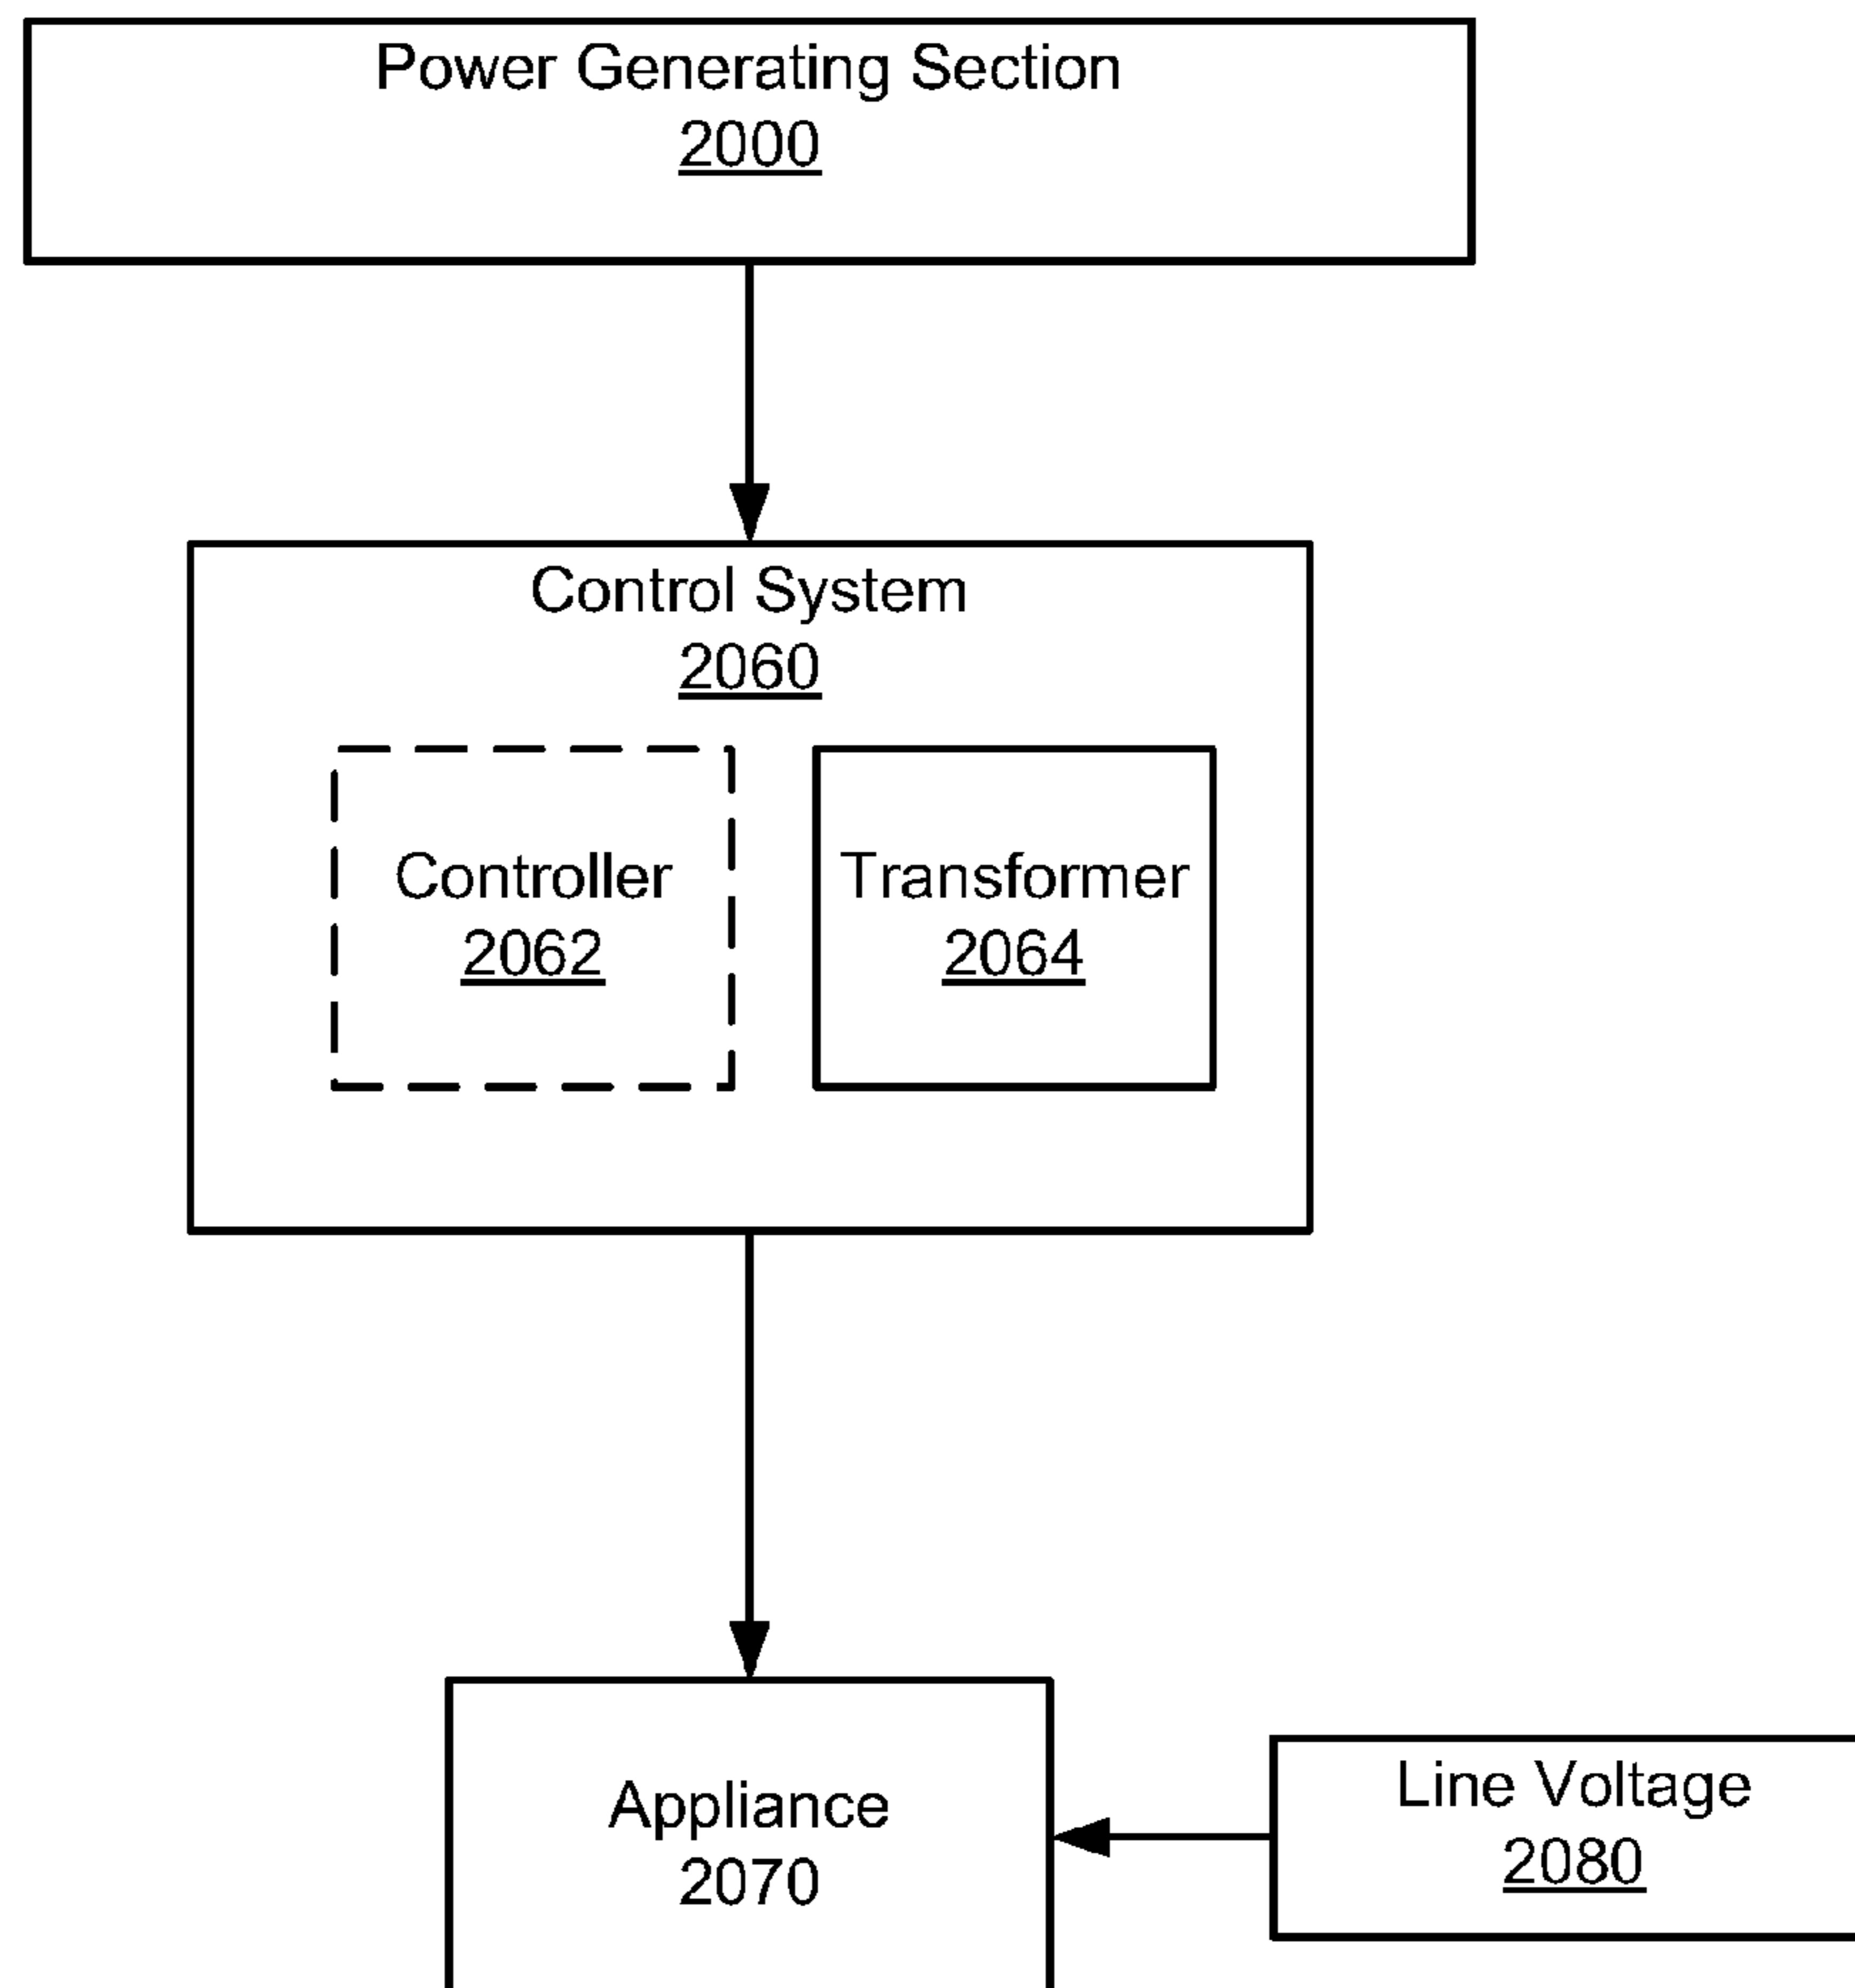 Power Generating Section
2000
Control System
2060
Controller
2062
Transformer
2064
Appliance
2070
Line Voltage
2080